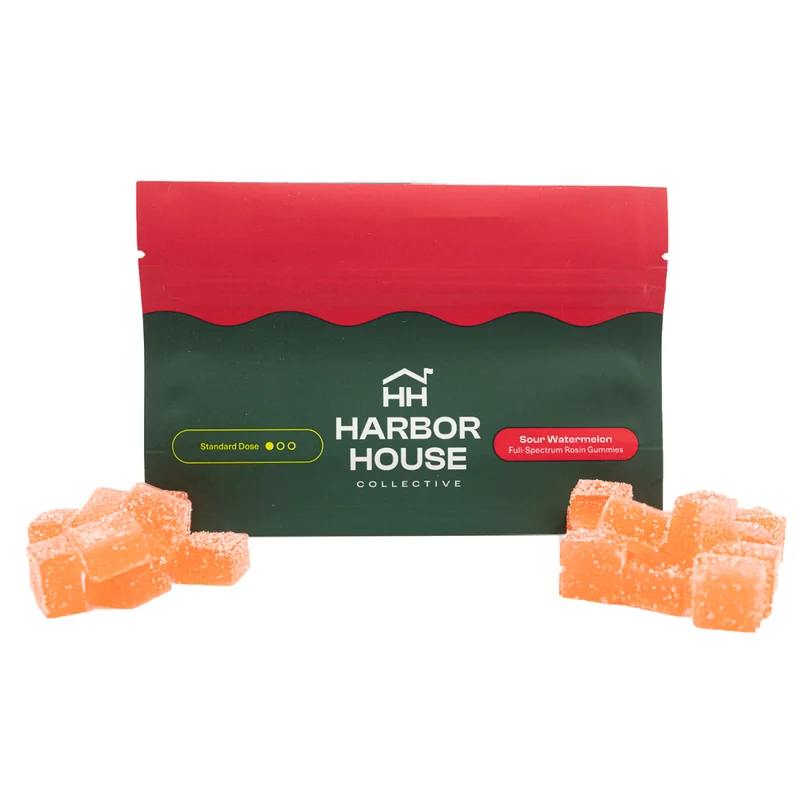 HH
HARBOR
HOUSE
COLLECTIVE
Standard Dose
Sour Watermelon
Full-Spectrum Rosin Gummies